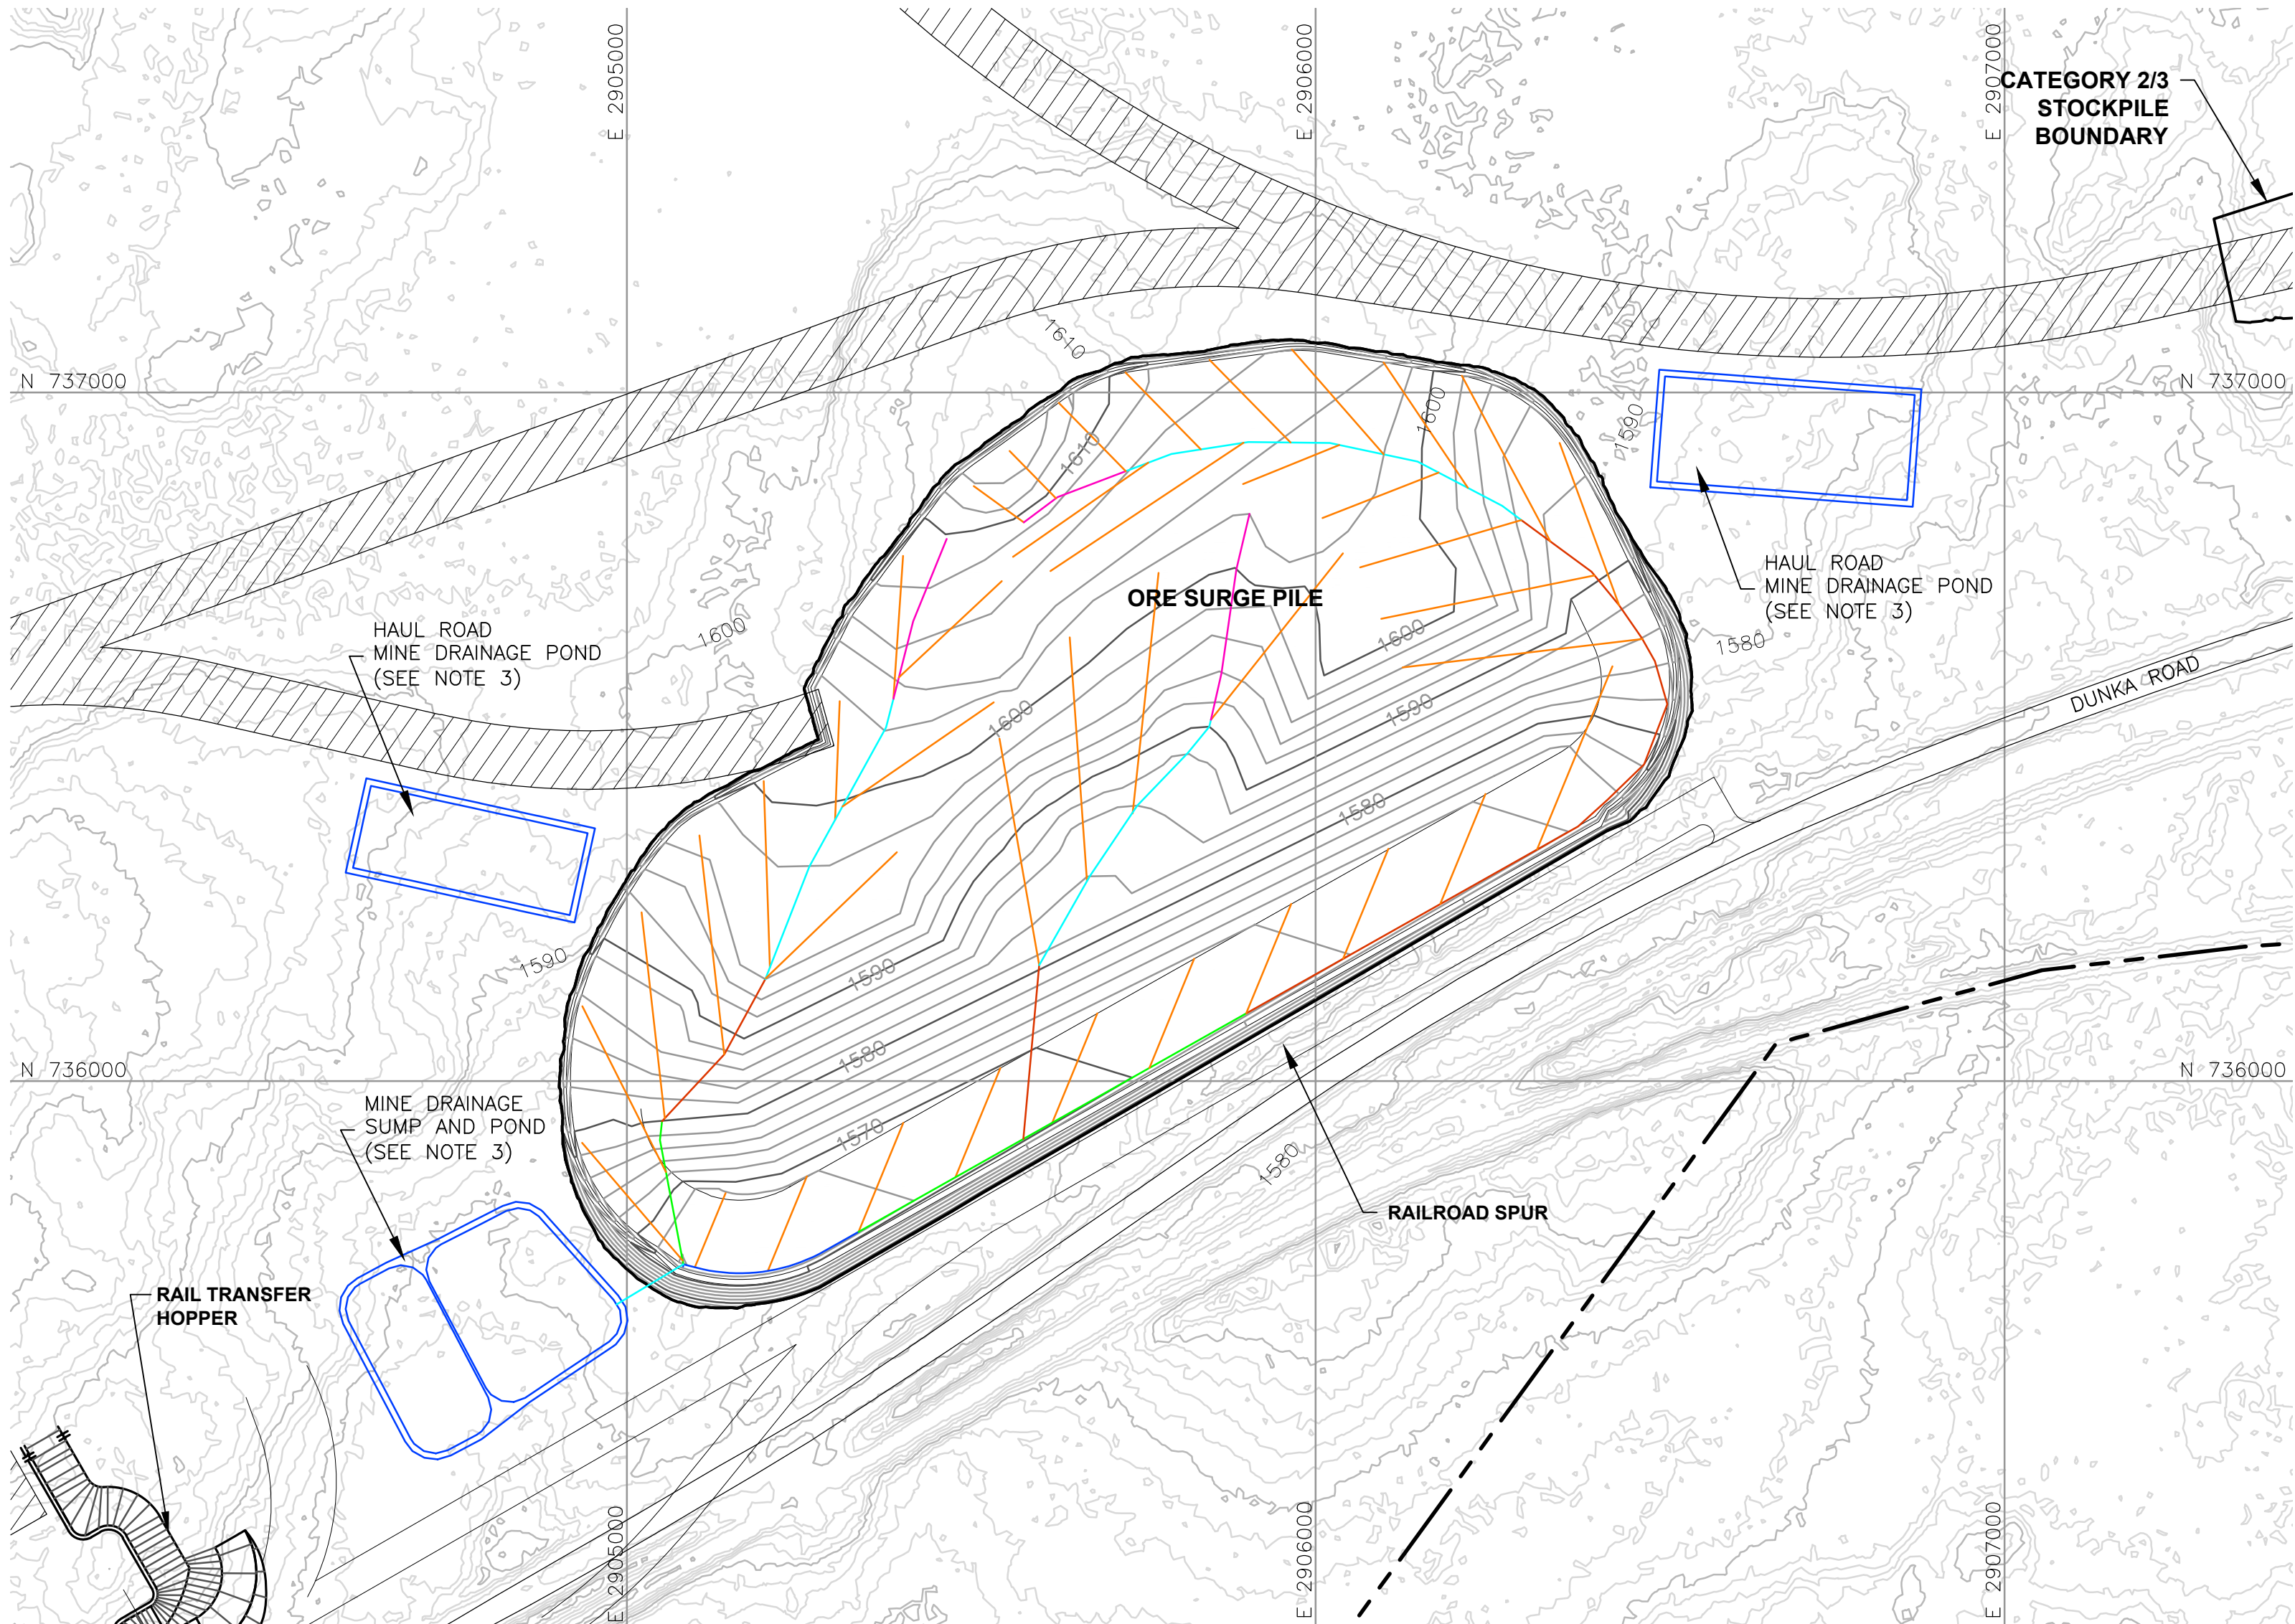 E 2905000
E 2906000
E 2907000
CATEGORY 2/3
STOCKPILE
BOUNDARY
1610
N 737000
N 737000
1600
1590
1610
HAUL ROAD
MINE DRAINAGE POND
(SEE NOTE 3)
ORE SURGE PILE
HAUL ROAD
MINE DRAINAGE POND
(SEE NOTE 3)
1600
1600
1580
DUNKA ROAD
1600
1590
1580
1590
1590
1580
N 736000
N 736000
MINE DRAINAGE
SUMP AND POND
(SEE NOTE 3)
1570
1580
RAILROAD SPUR
RAIL TRANSFER
HOPPER
E 2905000
E 2906000
E 2907000